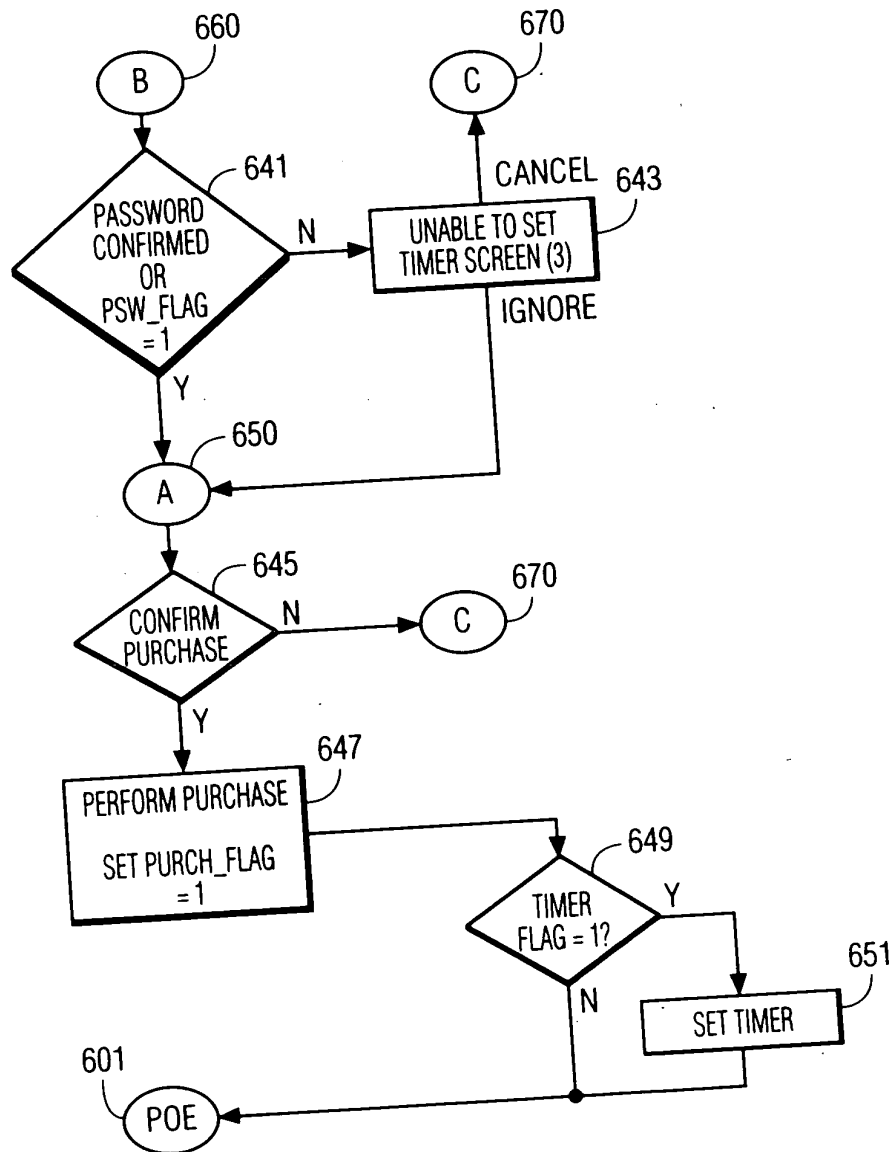 660
B
670
C
641
PASSWORD
CONFIRMED
OR
PSW_FLAG
= 1
N
Y
CANCEL
643
UNABLE TO SET
TIMER SCREEN (3)
IGNORE
650
A
645
CONFIRM
PURCHASE
N
670
C
Y
647
PERFORM PURCHASE
SET PURCH_FLAG
= 1
649
TIMER
FLAG = 1?
Y
N
651
SET TIMER
601
POE